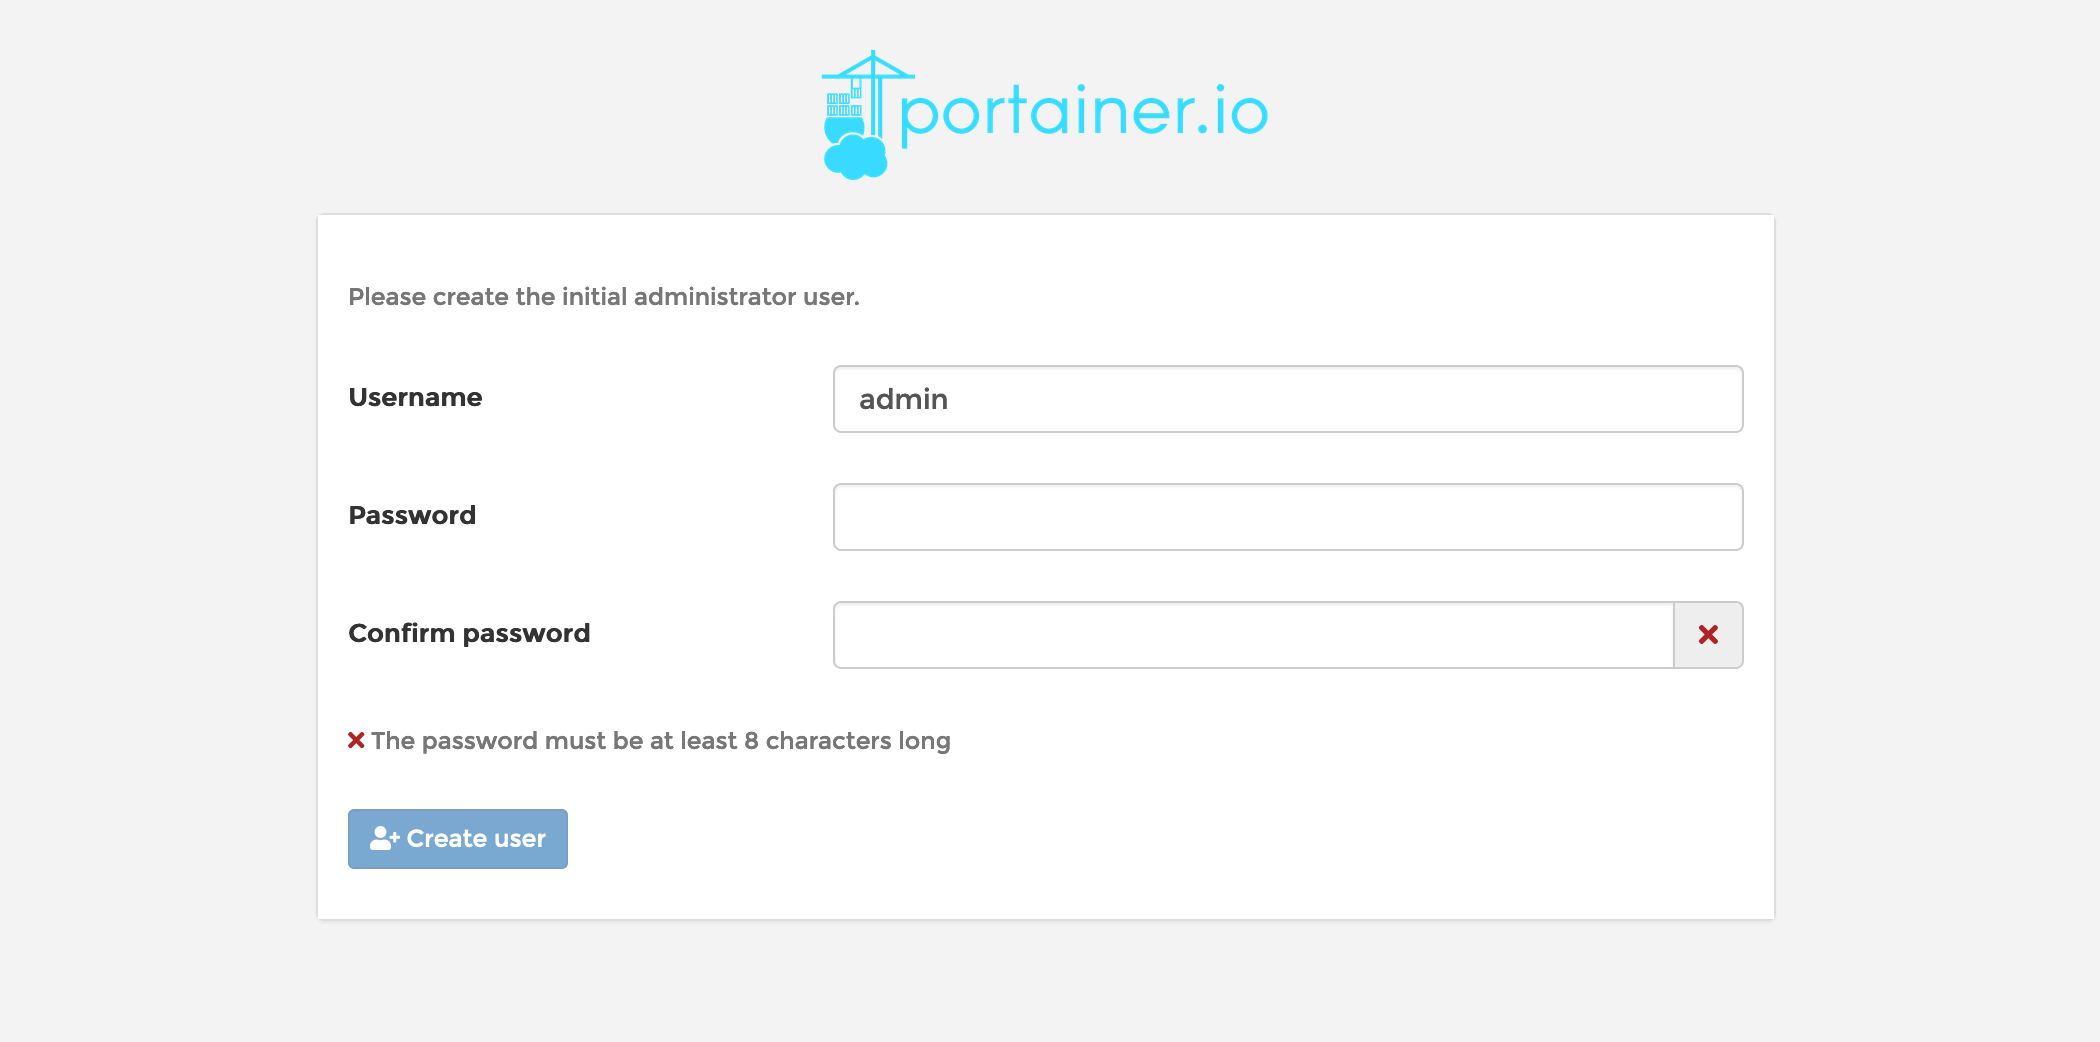 portainer.io
Please create the initial administrator user.
Username
admin
Password
Confirm password
The password must be at least 8 characters long
Create user